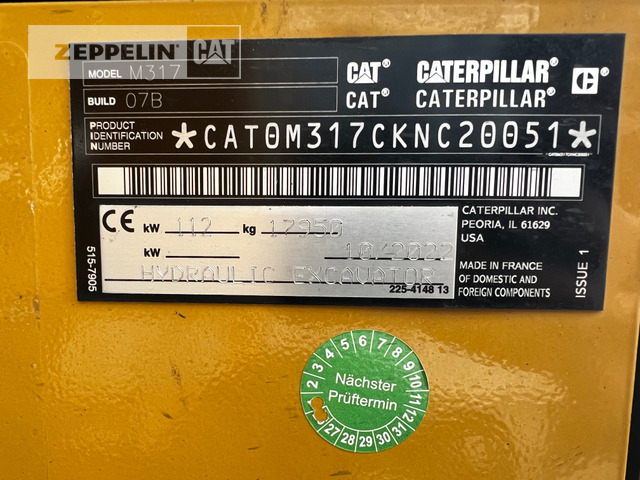 ZEPPELIN CAT
MODEL M317
BUILD 07B
CAT® CATERPILLAR®
CAT® CATERPILLAR®
PRODUCT
IDENTIFICATION
NUMBER
*CAT0M317CKNC20051*
CE kW 112 kg 17950
kW 10/2022
HYDRAULIC EXCAVATOR
225-4148 13
515-7905
CATERPILLAR INC.
PEORIA, IL 61629
USA
MADE IN FRANCE
OF DOMESTIC AND
FOREIGN COMPONENTS
ISSUE 1
2 3 4 5 6 7 8 9 10 11 12
Nächster
Prüftermin
27 28 29 30 31